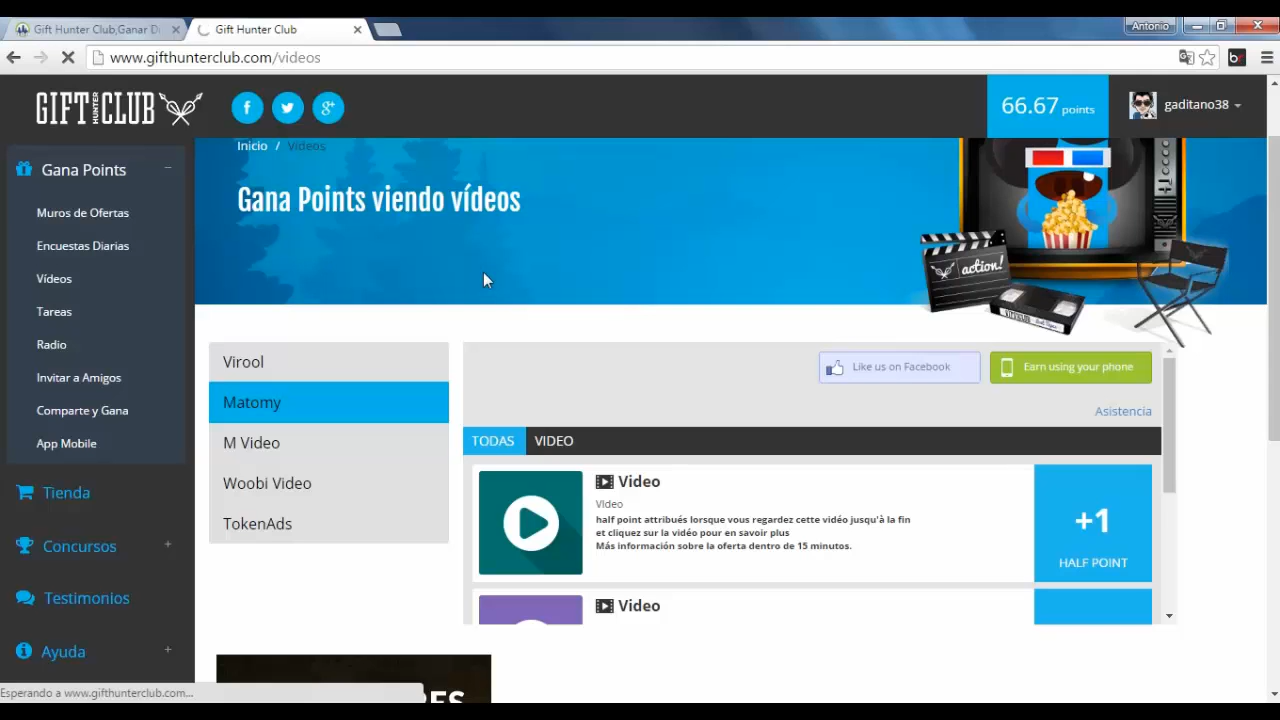 Gift Hunter Club,Ganar D
Gift Hunter Club
Antonio
www.gifthunterclub.com/videos
GIFT HUNTER CLUB
66.67 points
gaditano38
Gana Points
Muros de Ofertas
Encuestas Diarias
Vídeos
Tareas
Radio
Invitar a Amigos
Comparte y Gana
App Mobile
Tienda
Concursos
Testimonios
Ayuda
Inicio / Vídeos
Gana Points viendo vídeos
action!
GIFT CLUB
Virool
Matomy
M Video
Woobi Video
TokenAds
Like us on Facebook
Earn using your phone
Asistencia
TODAS
VIDEO
Video
Video
half point attribués lorsque vous regardez cette vidéo jusqu'à la fin
et cliquez sur la vidéo pour en savoir plus
Más información sobre la oferta dentro de 15 minutos.
+1
HALF POINT
Video
Esperando a www.gifthunterclub.com...